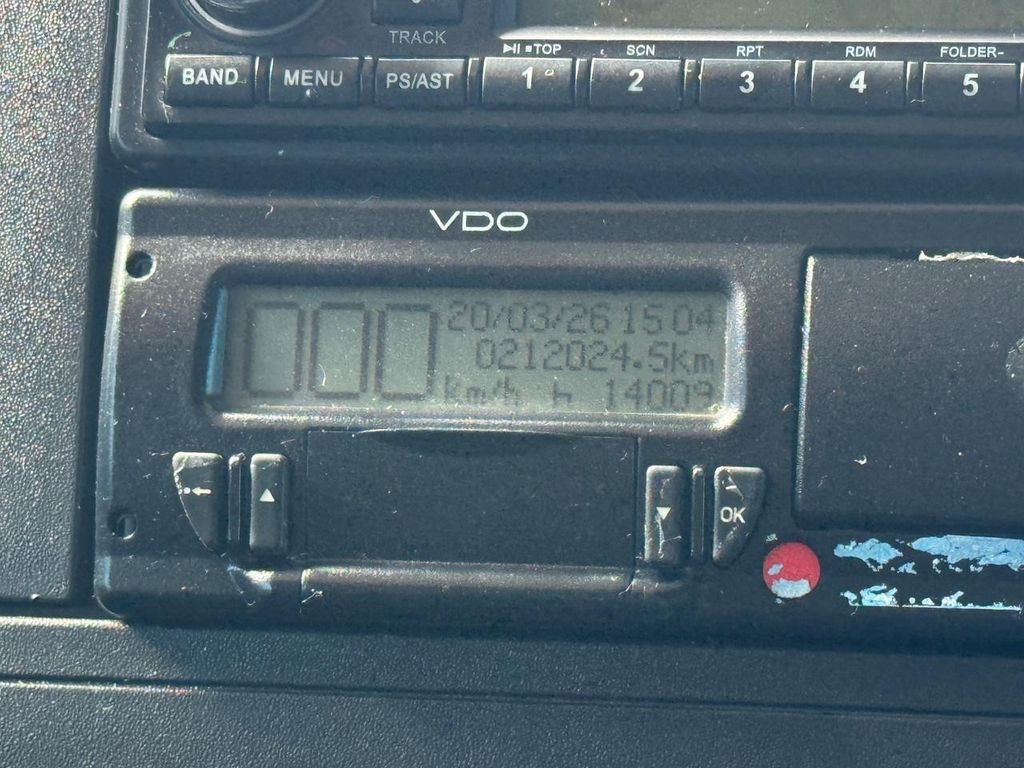 TRACK
▶II ■TOP SCN RPT RDM FOLDER-
BAND MENU PS/AST 1 2 3 4 5
VDO
20/03/26 15 04
000 0212024.5km
km/h h 14009
OK